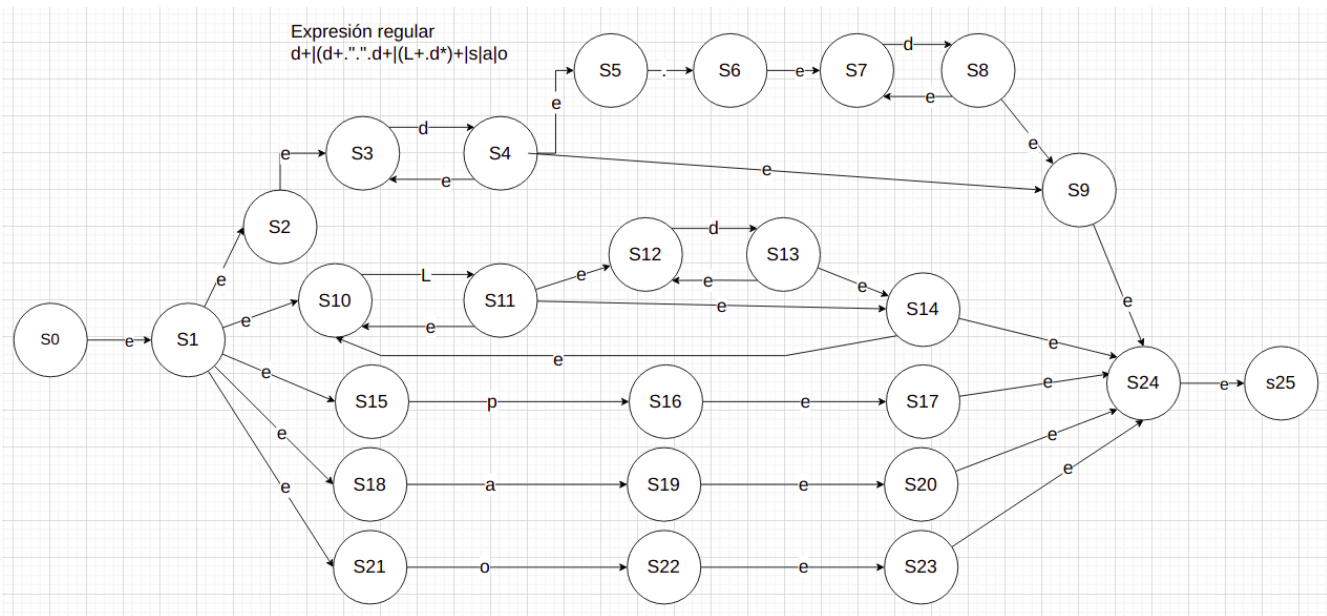 Expresión regular
d+|(d+.".".d+|(L+.d*)+|s|a|o
S5
.
S6
e
S7
d
S8
e
e
e
S3
d
S4
e
e
e
e
S9
S2
e
S12
d
S13
e
e
e
S10
L
S11
e
e
e
S14
e
e
S0
e
S1
e
e
S24
e
s25
e
S15
p
S16
e
S17
e
e
S18
a
S19
e
S20
e
e
S21
o
S22
e
S23
e